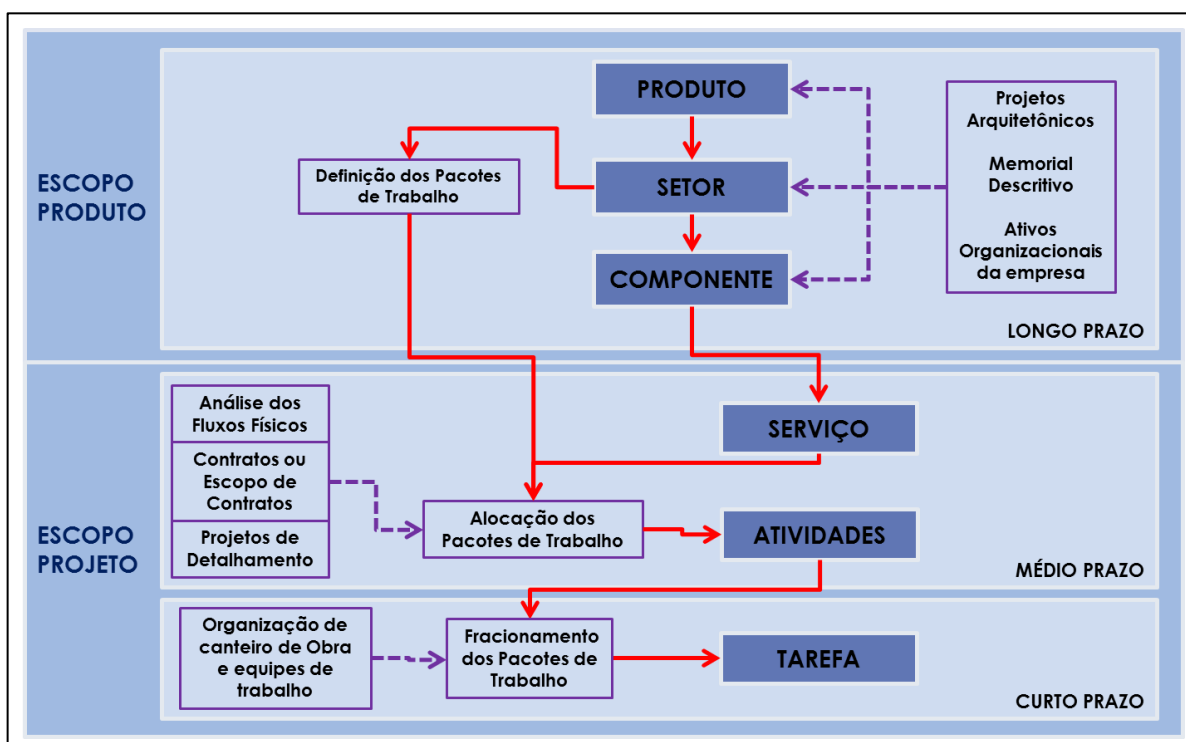 ESCOPO
PRODUTO
PRODUTO
Projetos
Arquitetônicos
Memorial
Descritivo
Ativos
Organizacionais
da empresa
Definição dos Pacotes
de Trabalho
SETOR
COMPONENTE
LONGO PRAZO
ESCOPO
PROJETO
Análise dos
Fluxos Físicos
Contratos ou
Escopo de
Contratos
Projetos de
Detalhamento
SERVIÇO
Alocação dos
Pacotes de Trabalho
ATIVIDADES
MÉDIO PRAZO
Organização de
canteiro de Obra
e equipes de
trabalho
Fracionamento
dos Pacotes de
Trabalho
TAREFA
CURTO PRAZO